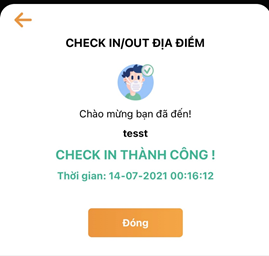 CHECK IN/OUT ĐỊA ĐIỂM
Chào mừng bạn đã đến!
tesst
CHECK IN THÀNH CÔNG !
Thời gian: 14-07-2021 00:16:12
Đóng